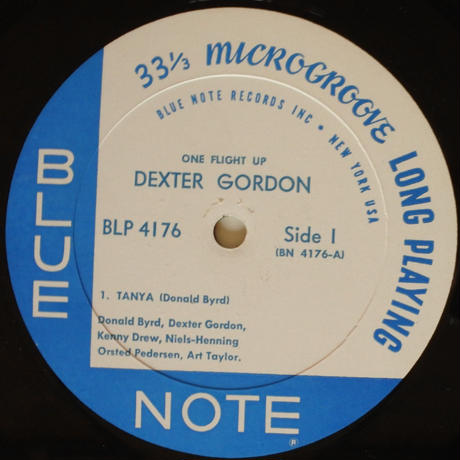 33⅓ MICROGROOVE LONG PLAYING
BLUE NOTE RECORDS INC • NEW YORK USA
ONE FLIGHT UP
DEXTER GORDON
BLP 4176
Side 1
(BN 4176-A)
1. TANYA (Donald Byrd)
Donald Byrd, Dexter Gordon,
Kenny Drew, Niels-Henning
Orsted Pedersen, Art Taylor.
BLUE
NOTE
®